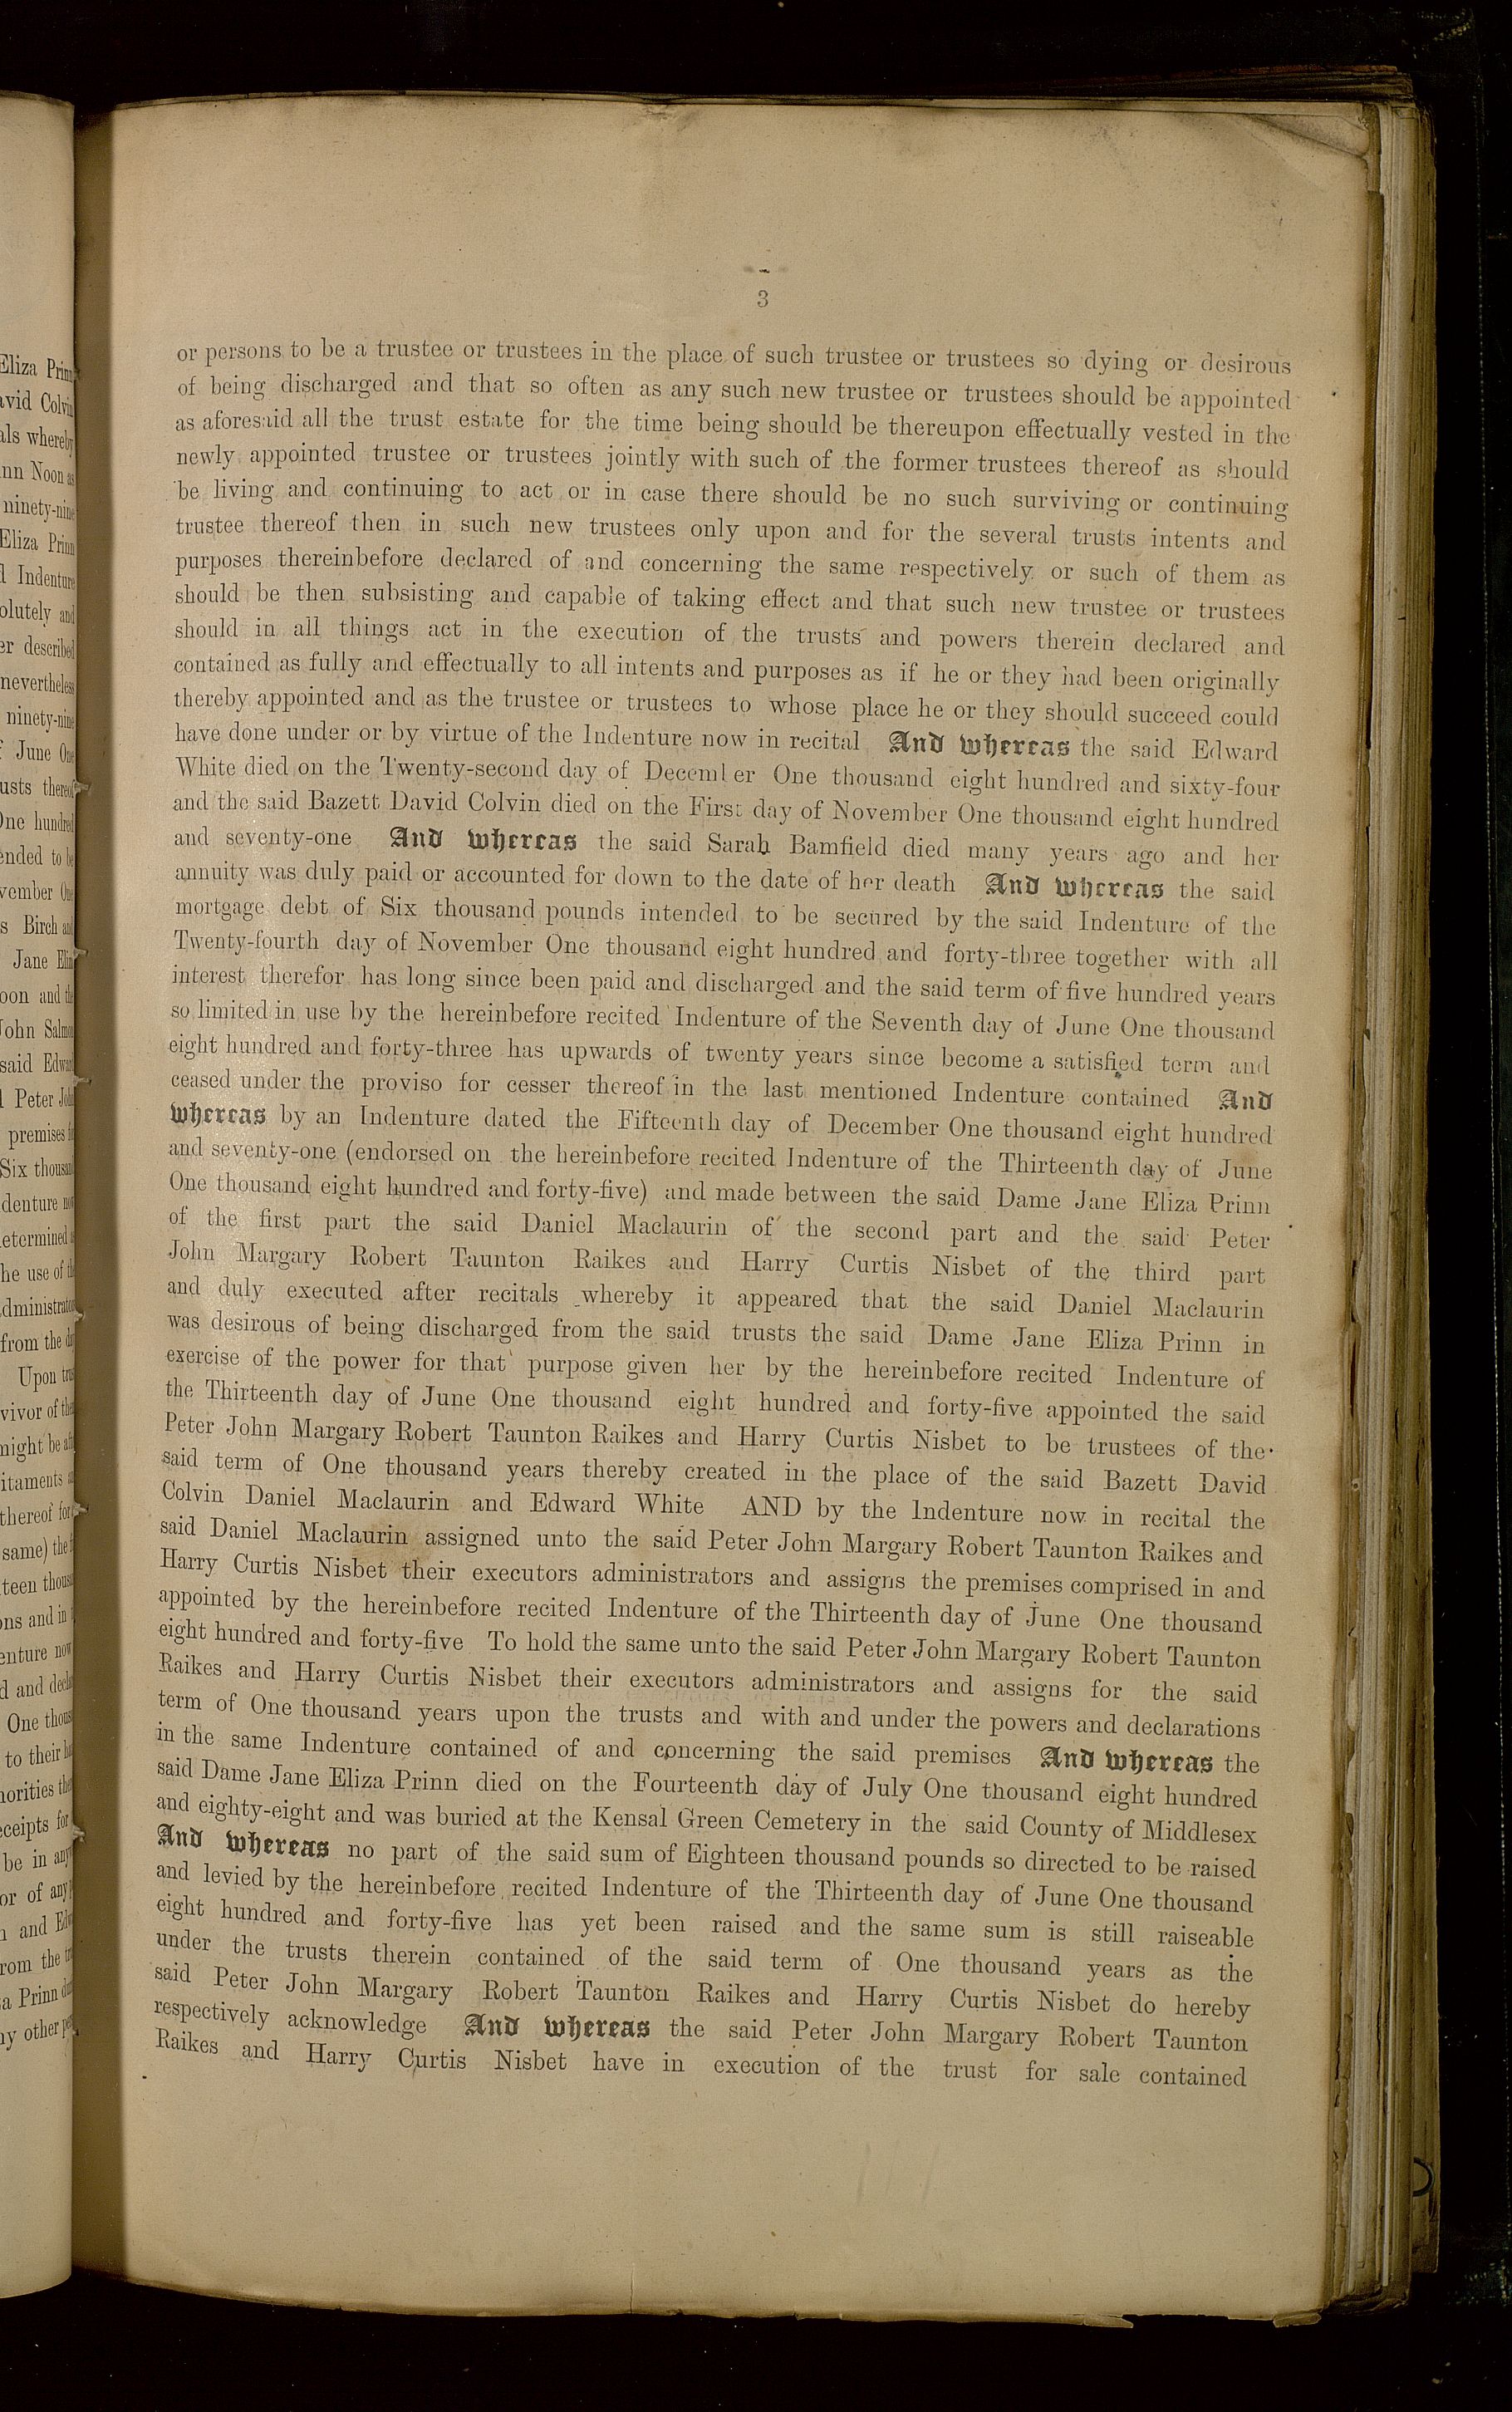 3
or persons to be a trustee or trustees in the place of such trustee or trustees so dying or desirous
of being discharged and that so often as any such new trustee or trustees should be appointed
as aforesaid all the trust estate for the time being should be thereupon effectually vested in the
newly appointed trustee or trustees jointly with such of the former trustees thereof as should
be living and continuing to act or in case there should be no such surviving or continuing
trustee thereof then in such new trustees only upon and for the several trusts intents and
purposes thereinbefore declared of and concerning the same respectively or such of them as
should be then subsisting and capable of taking effect and that such new trustee or trustees
should in all things act in the execution of the trusts and powers therein declared and
contained as fully and effectually to all intents and purposes as if he or they had been originally
thereby appointed and as the trustee or trustees to whose place he or they should succeed could
have done under or by virtue of the Indenture now in recital And whereas the said Edward
White died on the Twenty-second day of December One thousand eight hundred and sixty-four
and the said Bazett David Colvin died on the First day of November One thousand eight hundred
and seventy-one And whereas the said Sarah Bamfield died many years ago and her
annuity was duly paid or accounted for down to the date of her death And whereas the said
mortgage debt of Six thousand pounds intended to be secured by the said Indenture of the
Twenty-fourth day of November One thousand eight hundred and forty-three together with all
interest therefor has long since been paid and discharged and the said term of five hundred years
so limited in use by the hereinbefore recited Indenture of the Seventh day of June One thousand
eight hundred and forty-three has upwards of twenty years since become a satisfied term and
ceased under the proviso for cesser thereof in the last mentioned Indenture contained And
whereas by an Indenture dated the Fifteenth day of December One thousand eight hundred
and seventy-one (endorsed on the hereinbefore recited Indenture of the Thirteenth day of June
One thousand eight hundred and forty-five) and made between the said Dame Jane Eliza Prinn
of the first part the said Daniel Maclaurin of the second part and the said Peter
John Margary Robert Taunton Raikes and Harry Curtis Nisbet of the third part
and duly executed after recitals whereby it appeared that the said Daniel Maclaurin
was desirous of being discharged from the said trusts the said Dame Jane Eliza Prinn in
exercise of the power for that purpose given her by the hereinbefore recited Indenture of
the Thirteenth day of June One thousand eight hundred and forty-five appointed the said
Peter John Margary Robert Taunton Raikes and Harry Curtis Nisbet to be trustees of the
said term of One thousand years thereby created in the place of the said Bazett David
Colvin Daniel Maclaurin and Edward White AND by the Indenture now in recital the
said Daniel Maclaurin assigned unto the said Peter John Margary Robert Taunton Raikes and
Harry Curtis Nisbet their executors administrators and assigns the premises comprised in and
appointed by the hereinbefore recited Indenture of the Thirteenth day of June One thousand
eight hundred and forty-five To hold the same unto the said Peter John Margary Robert Taunton
Raikes and Harry Curtis Nisbet their executors administrators and assigns for the said
term of One thousand years upon the trusts and with and under the powers and declarations
in the same Indenture contained of and concerning the said premises And whereas the
said Dame Jane Eliza Prinn died on the Fourteenth day of July One thousand eight hundred
and eighty-eight and was buried at the Kensal Green Cemetery in the said County of Middlesex
And whereas no part of the said sum of Eighteen thousand pounds so directed to be raised
and levied by the hereinbefore recited Indenture of the Thirteenth day of June One thousand
eight hundred and forty-five has yet been raised and the same sum is still raiseable
under the trusts therein contained of the said term of One thousand years as the
said Peter John Margary Robert Taunton Raikes and Harry Curtis Nisbet do hereby
respectively acknowledge And whereas the said Peter John Margary Robert Taunton
Raikes and Harry Curtis Nisbet have in execution of the trust for sale contained